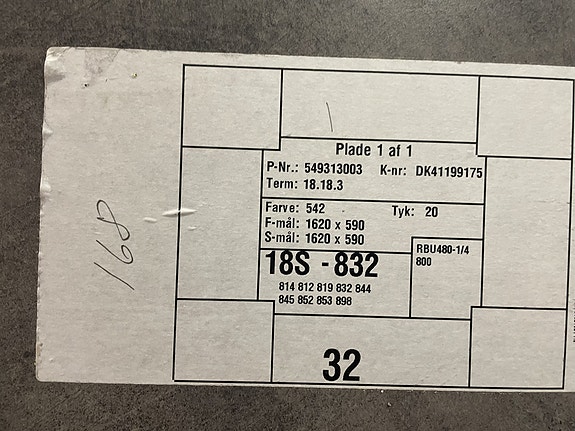 Plade 1 af 1
P-Nr.: 549313003 K-nr: DK41199175
Term: 18.18.3
Farve: 542 Tyk: 20
F-mål: 1620 x 590
S-mål: 1620 x 590
18S - 832
814 812 819 832 844
845 852 853 898
RBU480-1/4
800
32
168